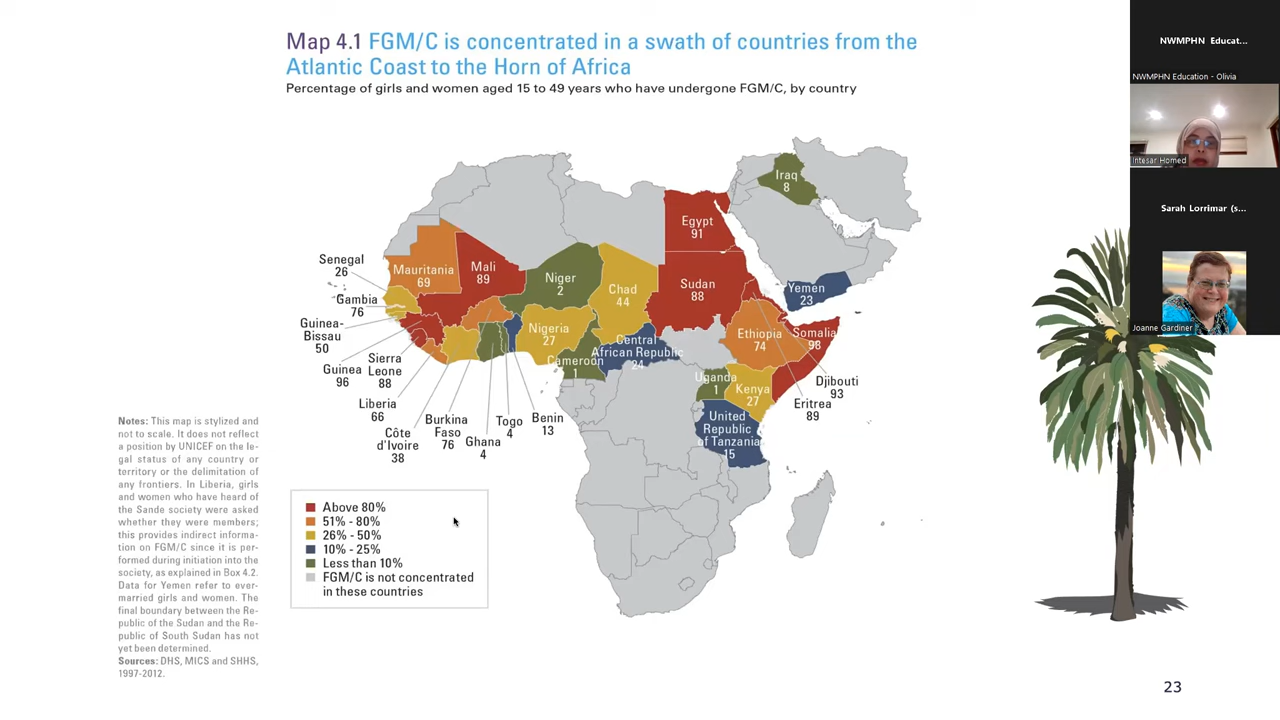 Map 4.1 FGM/C is concentrated in a swath of countries from the
Atlantic Coast to the Horn of Africa
Percentage of girls and women aged 15 to 49 years who have undergone FGM/C, by country
Iraq
8
Egypt
91
Senegal
26
Mauritania
69
Mali
89
Niger
2
Chad
44
Sudan
88
Yemen
23
Gambia
76
Guinea-
Bissau
50
Nigeria
27
Ethiopia
74
Somalia
98
Central
African Republic
24
Cameroon
1
Guinea
96
Sierra
Leone
88
Uganda
1
Kenya
27
Djibouti
93
Eritrea
89
Liberia
66
Côte
d'Ivoire
38
Burkina
Faso
76
Ghana
4
Togo
4
Benin
13
United
Republic
of Tanzania
15
Above 80%
51% - 80%
26% - 50%
10% - 25%
Less than 10%
FGM/C is not concentrated
in these countries
Notes: This map is stylized and
not to scale. It does not reflect
a position by UNICEF on the le-
gal status of any country or
territory or the delimitation of
any frontiers. In Liberia, girls
and women who have heard of
the Sande society were asked
whether they were members;
this provides indirect informa-
tion on FGM/C since it is per-
formed during initiation into the
society, as explained in Box 4.2.
Data for Yemen refer to ever-
married girls and women. The
final boundary between the Re-
public of the Sudan and the Re-
public of South Sudan has not
yet been determined.
Sources: DHS, MICS and SHHS,
1997-2012.
23
NWMPHN Educat...
NWMPHN Education - Olivia
Intesar Homed
Sarah Lorrimar (s...
Joanne Gardiner